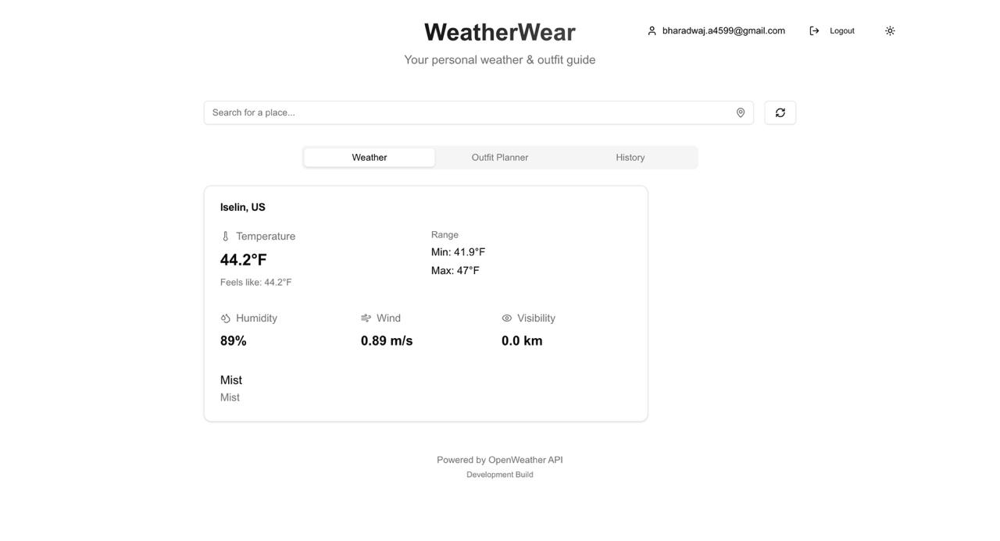 WeatherWear
bharadwaj.a4599@gmail.com
Logout
Your personal weather & outfit guide
Search for a place...
Weather
Outfit Planner
History
Iselin, US
Temperature
44.2°F
Feels like: 44.2°F
Range
Min: 41.9°F
Max: 47°F
Humidity
89%
Wind
0.89 m/s
Visibility
0.0 km
Mist
Mist
Powered by OpenWeather API
Development Build